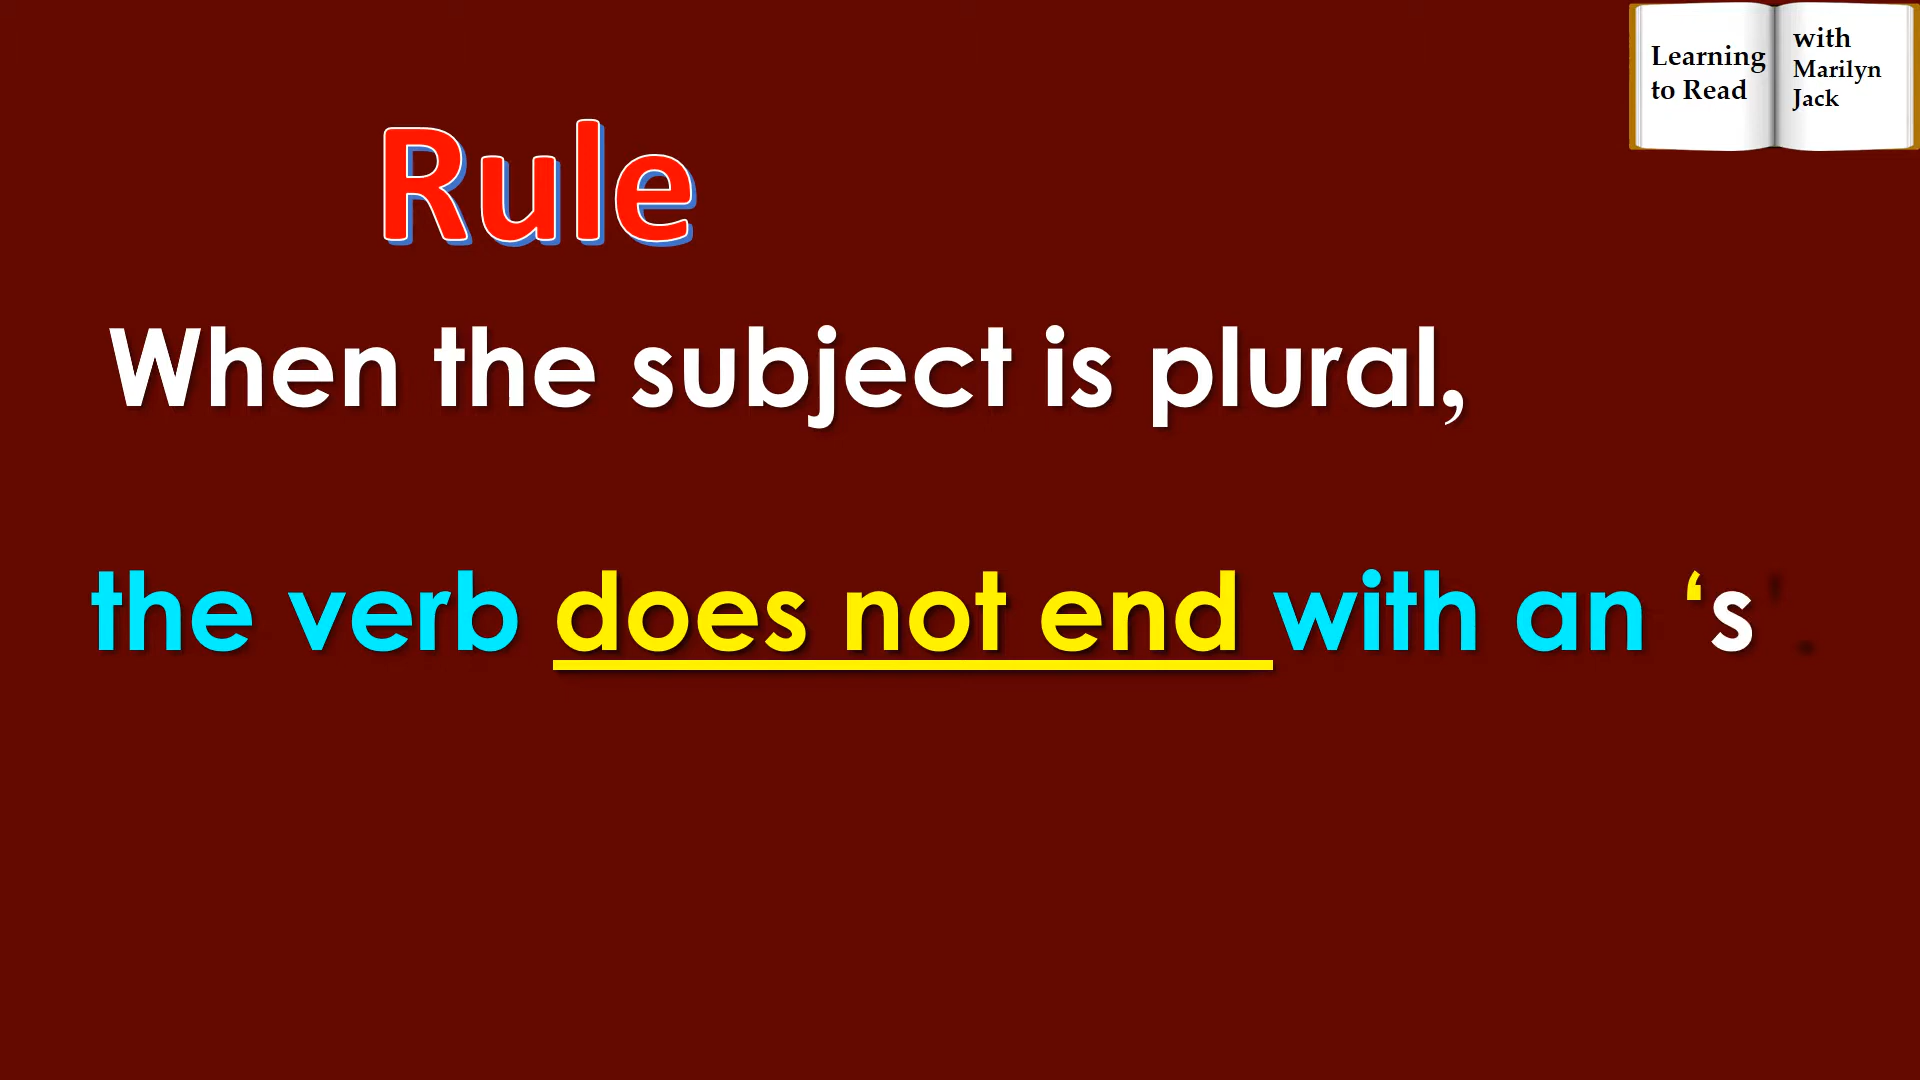 Learning
to Read
with
Marilyn
Jack
Rule
When the subject is plural,
the verb does not end with an ‘s’.